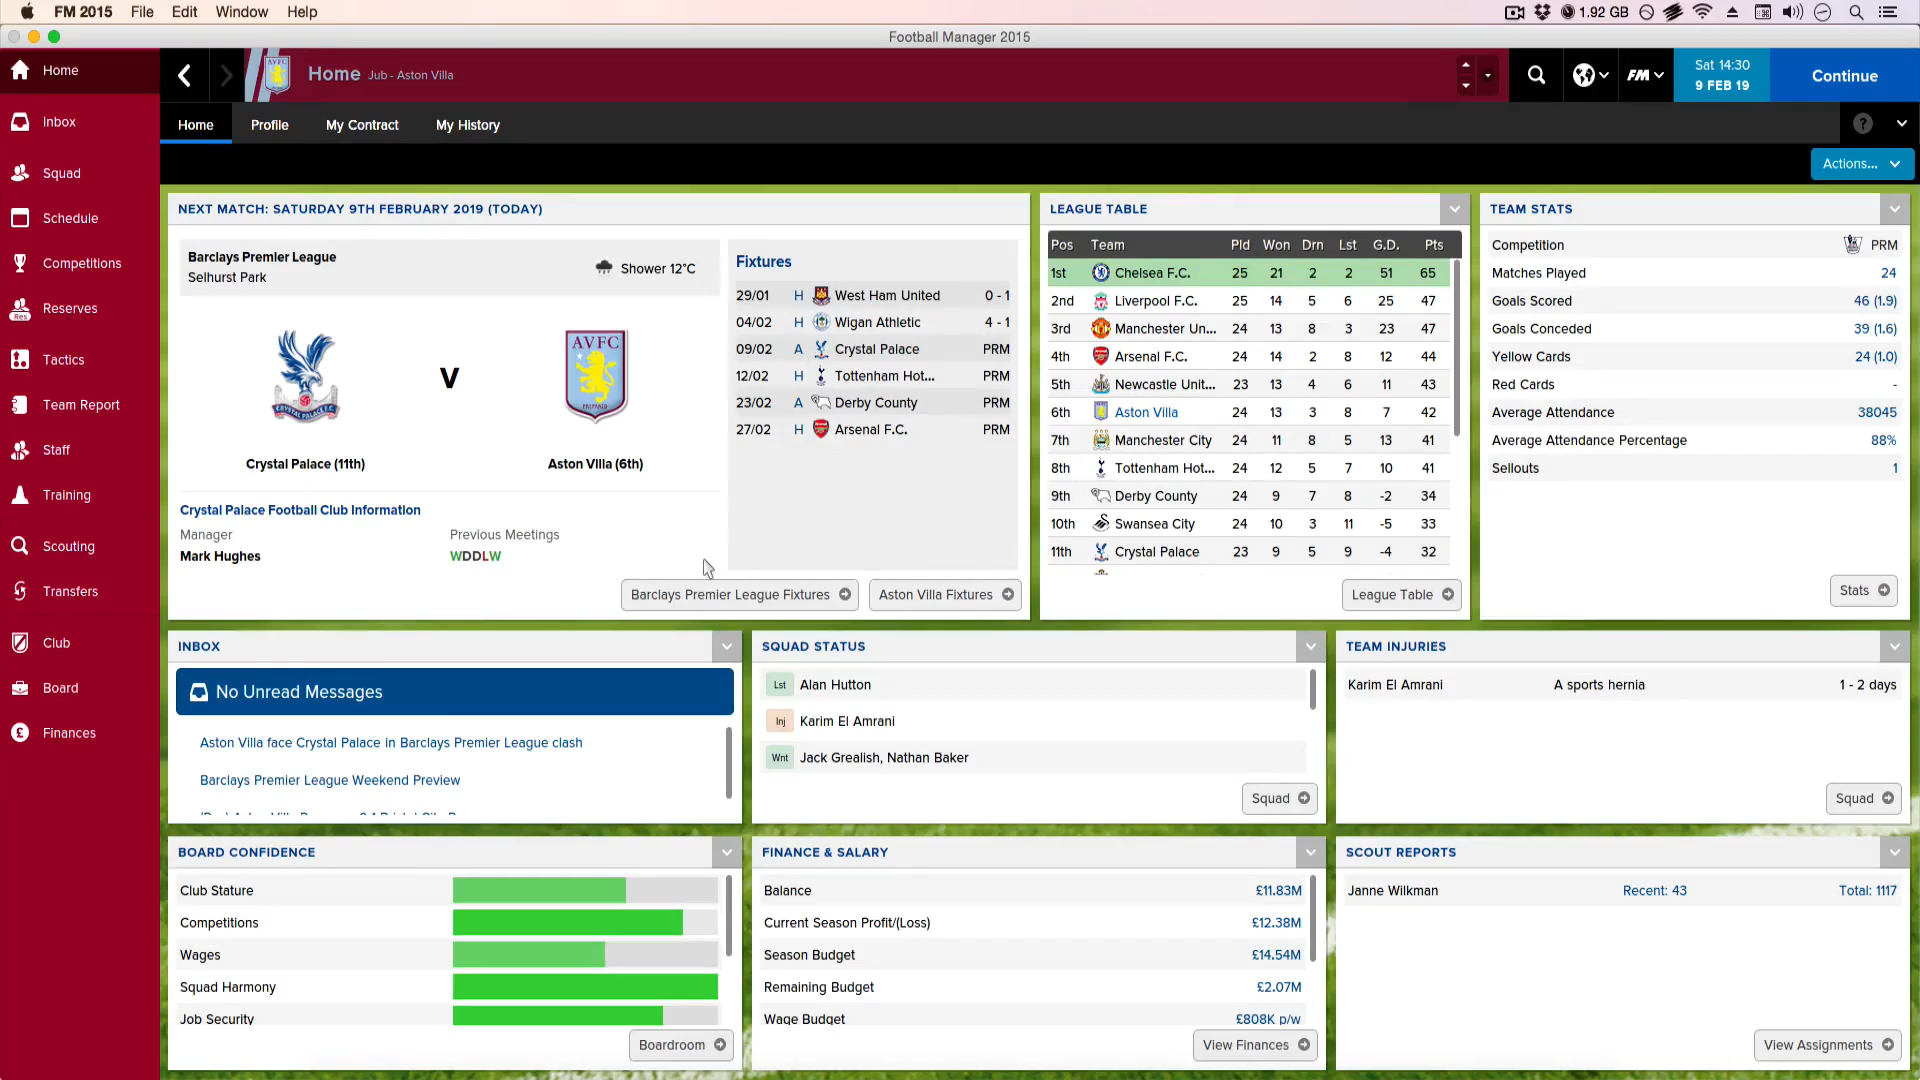 FM 2015 File Edit Window Help 1.92 GB
Football Manager 2015
Home
Inbox
Squad
Schedule
Competitions
Reserves
Tactics
Team Report
Staff
Training
Scouting
Transfers
Club
Board
Finances
Home Jub - Aston Villa
FM
Sat 14:30
9 FEB 19
Continue
Home Profile My Contract My History
?
Actions...
NEXT MATCH: SATURDAY 9TH FEBRUARY 2019 (TODAY)
Barclays Premier League
Selhurst Park
Shower 12°C
CRYSTAL PALACE F.C.
V
AVFC
PREPARED
Crystal Palace (11th)
Aston Villa (6th)
Crystal Palace Football Club Information
Manager
Mark Hughes
Previous Meetings
WDDLW
Fixtures
29/01 H West Ham United 0 - 1
04/02 H Wigan Athletic 4 - 1
09/02 A Crystal Palace PRM
12/02 H Tottenham Hot... PRM
23/02 A Derby County PRM
27/02 H Arsenal F.C. PRM
Barclays Premier League Fixtures
Aston Villa Fixtures
LEAGUE TABLE
Pos Team Pld Won Drn Lst G.D. Pts
1st Chelsea F.C. 25 21 2 2 51 65
2nd Liverpool F.C. 25 14 5 6 25 47
3rd Manchester Un... 24 13 8 3 23 47
4th Arsenal F.C. 24 14 2 8 12 44
5th Newcastle Unit... 23 13 4 6 11 43
6th Aston Villa 24 13 3 8 7 42
7th Manchester City 24 11 8 5 13 41
8th Tottenham Hot... 24 12 5 7 10 41
9th Derby County 24 9 7 8 -2 34
10th Swansea City 24 10 3 11 -5 33
11th Crystal Palace 23 9 5 9 -4 32
League Table
TEAM STATS
Competition PRM
Matches Played 24
Goals Scored 46 (1.9)
Goals Conceded 39 (1.6)
Yellow Cards 24 (1.0)
Red Cards -
Average Attendance 38045
Average Attendance Percentage 88%
Sellouts 1
Stats
INBOX
No Unread Messages
Aston Villa face Crystal Palace in Barclays Premier League clash
Barclays Premier League Weekend Preview
SQUAD STATUS
Lst Alan Hutton
Inj Karim El Amrani
Wnt Jack Grealish, Nathan Baker
Squad
TEAM INJURIES
Karim El Amrani A sports hernia 1 - 2 days
Squad
BOARD CONFIDENCE
Club Stature
Competitions
Wages
Squad Harmony
Job Security
Boardroom
FINANCE & SALARY
Balance £11.83M
Current Season Profit/(Loss) £12.38M
Season Budget £14.54M
Remaining Budget £2.07M
Wage Budget £808K p/w
View Finances
SCOUT REPORTS
Janne Wilkman Recent: 43 Total: 1117
View Assignments